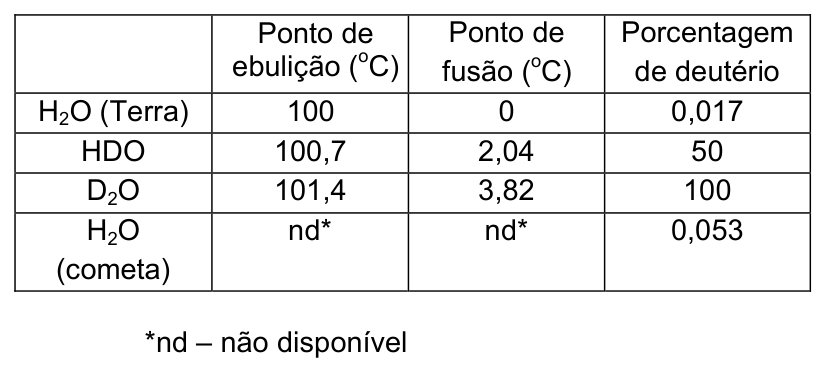 Ponto de ebulição (°C) Ponto de fusão (°C) Porcentagem de deutério
H₂O (Terra) 100 0 0,017
HDO 100,7 2,04 50
D₂O 101,4 3,82 100
H₂O (cometa) nd* nd* 0,053
*nd – não disponível